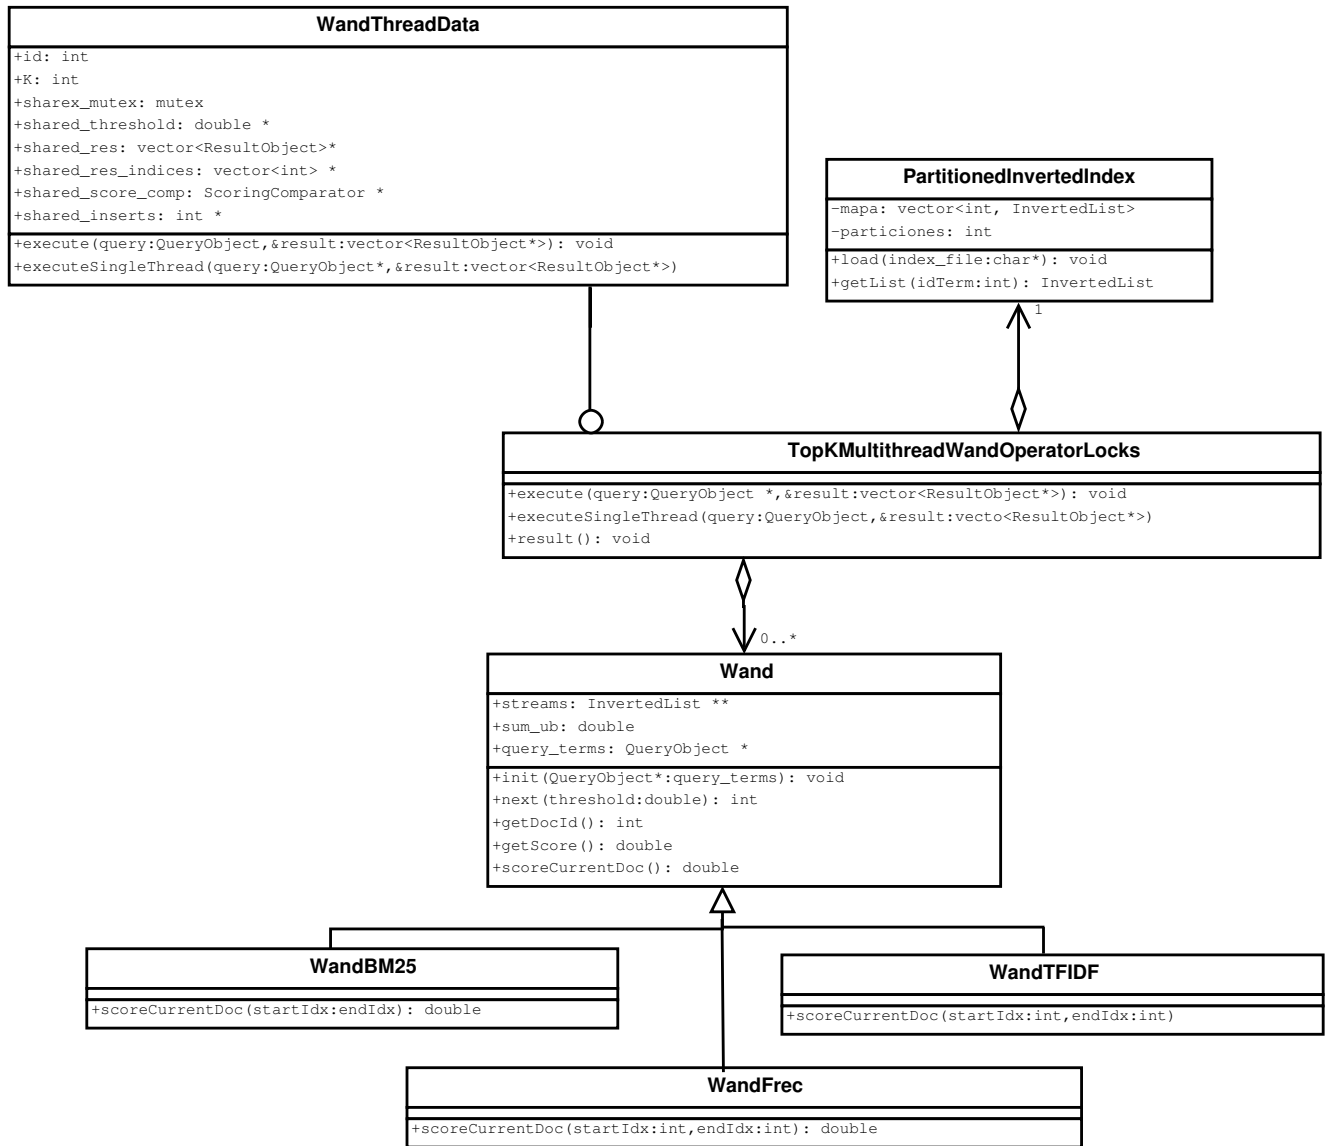 WandThreadData
+id: int
+K: int
+sharex_mutex: mutex
+shared_threshold: double *
+shared_res: vector<ResultObject>*
+shared_res_indices: vector<int> *
+shared_score_comp: ScoringComparator *
+shared_inserts: int *
+execute(query:QueryObject,&result:vector<ResultObject*>): void
+executeSingleThread(query:QueryObject*,&result:vector<ResultObject*>)
PartitionedInvertedIndex
-mapa: vector<int, InvertedList>
-particiones: int
+load(index_file:char*): void
+getList(idTerm:int): InvertedList
1
TopKMultithreadWandOperatorLocks
+execute(query:QueryObject *,&result:vector<ResultObject*>): void
+executeSingleThread(query:QueryObject,&result:vecto<ResultObject*>)
+result(): void
0..*
Wand
+streams: InvertedList **
+sum_ub: double
+query_terms: QueryObject *
+init(QueryObject*:query_terms): void
+next(threshold:double): int
+getDocId(): int
+getScore(): double
+scoreCurrentDoc(): double
WandBM25
+scoreCurrentDoc(startIdx:endIdx): double
WandTFIDF
+scoreCurrentDoc(startIdx:int,endIdx:int)
WandFrec
+scoreCurrentDoc(startIdx:int,endIdx:int): double